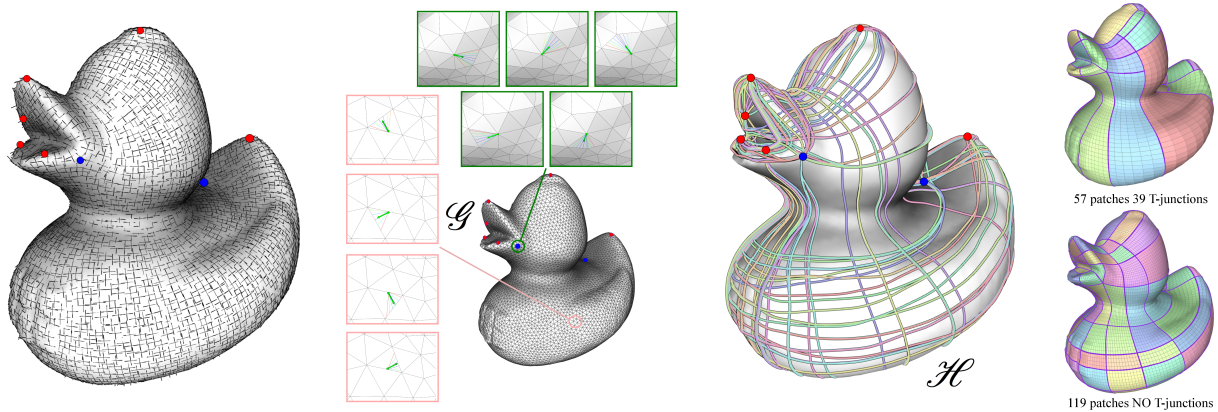 𝒢
ℋ
57 patches 39 T-junctions
119 patches NO T-junctions